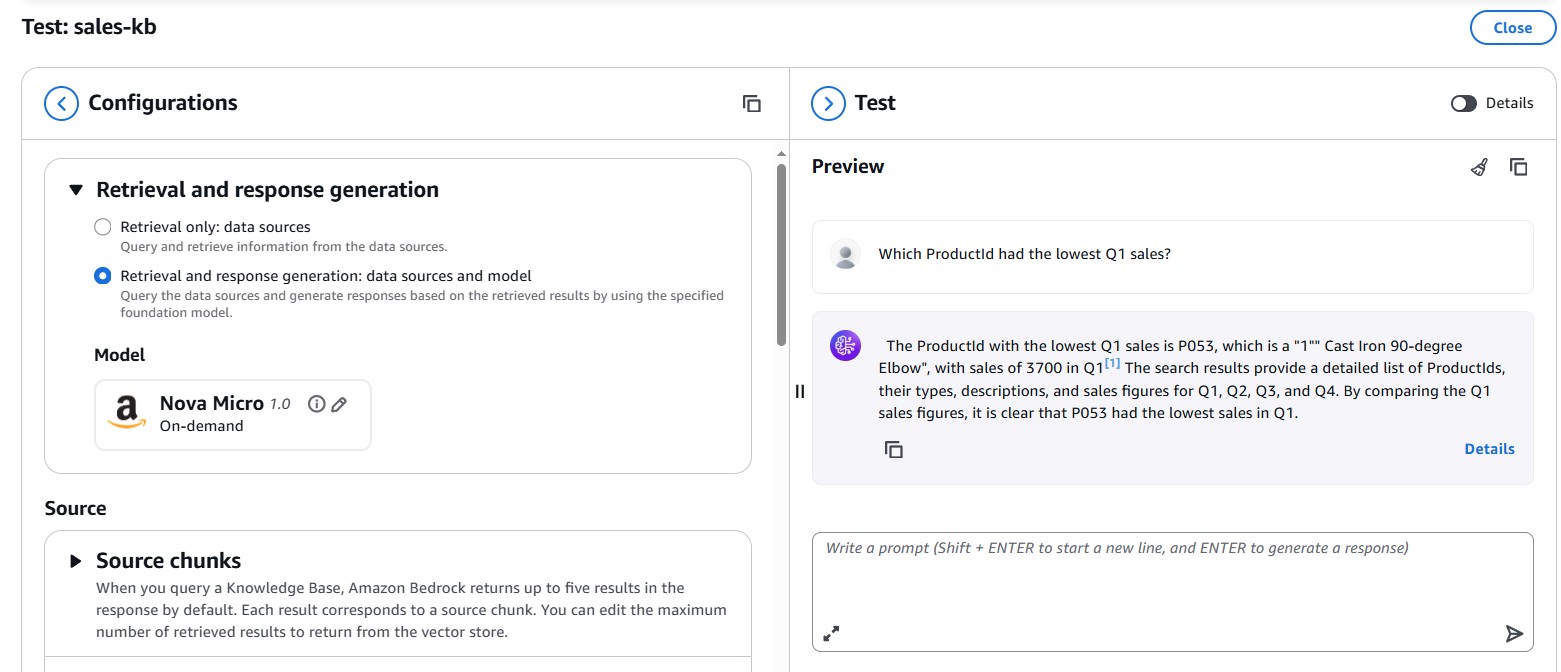 Test: sales-kb
Close
Configurations
Retrieval and response generation
Retrieval only: data sources
Query and retrieve information from the data sources.
Retrieval and response generation: data sources and model
Query the data sources and generate responses based on the retrieved results by using the specified
foundation model.
Model
a
Nova Micro 1.0
On-demand
Source
Source chunks
When you query a Knowledge Base, Amazon Bedrock returns up to five results in the
response by default. Each result corresponds to a source chunk. You can edit the maximum
number of retrieved results to return from the vector store.
Test
Details
Preview
Which ProductId had the lowest Q1 sales?
The ProductId with the lowest Q1 sales is P053, which is a "1"" Cast Iron 90-degree
Elbow", with sales of 3700 in Q1[1] The search results provide a detailed list of ProductIds,
their types, descriptions, and sales figures for Q1, Q2, Q3, and Q4. By comparing the Q1
sales figures, it is clear that P053 had the lowest sales in Q1.
Details
Write a prompt (Shift + ENTER to start a new line, and ENTER to generate a response)